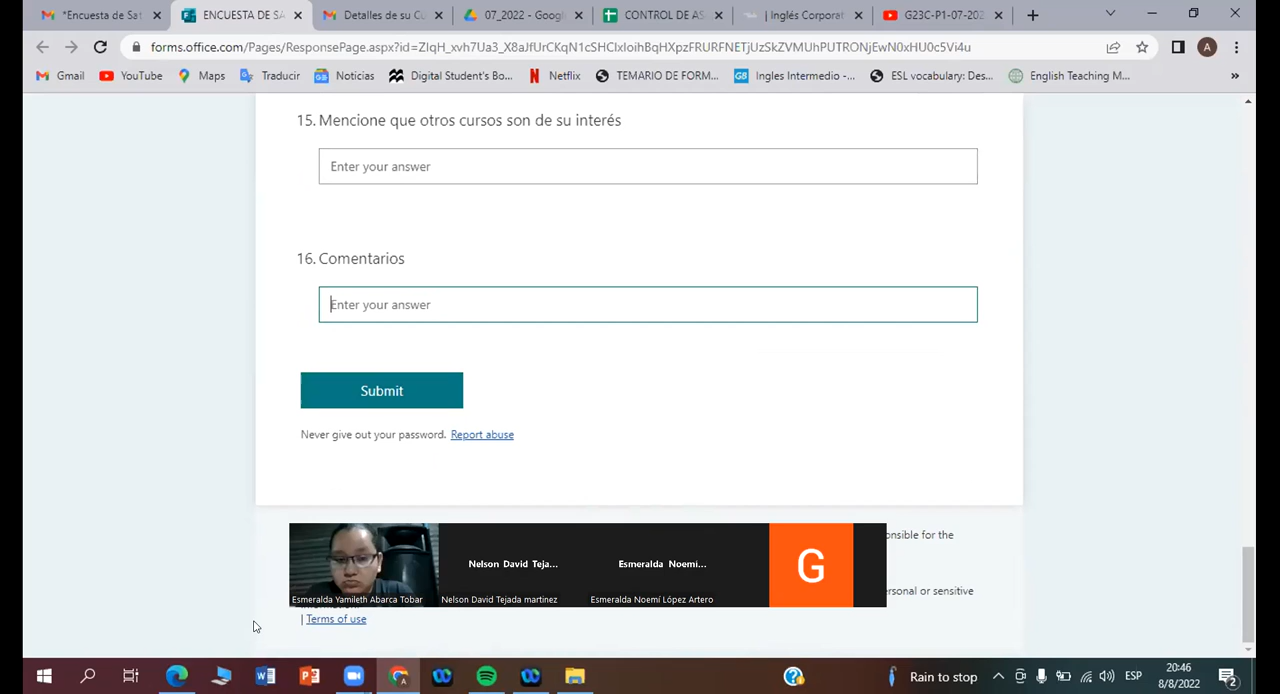 *Encuesta de Sat
ENCUESTA DE SA
Detalles de su Cu
07_2022 - Google
CONTROL DE AS
| Inglés Corporat
G23C-P1-07-202
forms.office.com/Pages/ResponsePage.aspx?id=ZIqH_xvh7Ua3_X8aJfUrCKqN1cSHClxIoihBqHXpzFRURFNETjUzSkZVMUhPUTRONjEwN0xHU0c5Vi4u
A
Gmail
YouTube
Maps
Traducir
Noticias
Digital Student's Bo...
Netflix
TEMARIO DE FORM...
Ingles Intermedio -...
ESL vocabulary: Des...
English Teaching M...
»
15. Mencione que otros cursos son de su interés
Enter your answer
16. Comentarios
Enter your answer
Submit
Never give out your password. Report abuse
onsible for the
Nelson David Teja...
Esmeralda Noemi...
G
Esmeralda Yamileth Abarca Tobar
Nelson David Tejada martinez
Esmeralda Noemí López Artero
ersonal or sensitive
| Terms of use
Rain to stop
ESP
20:46
8/8/2022
2